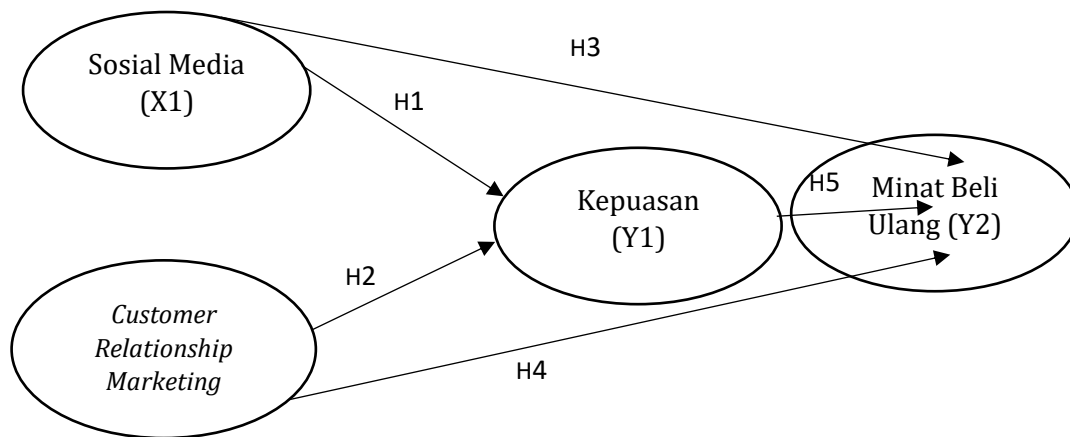 Sosial Media
(X1)
H3
H1
Kepuasan
(Y1)
H5
Minat Beli
Ulang (Y2)
H2
Customer
Relationship
Marketing
H4